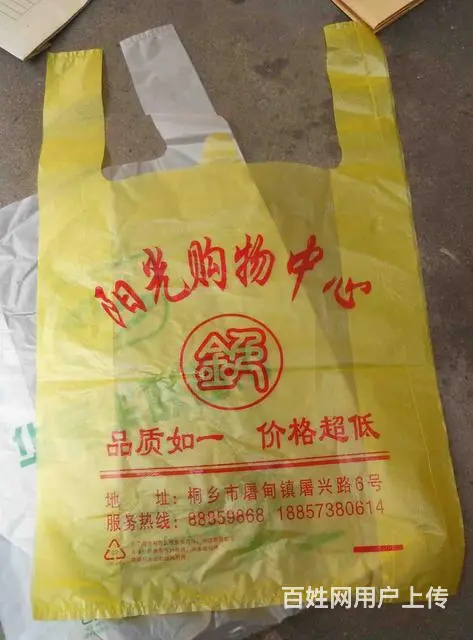 阳光购物中心
品质如一 价格超低
地 址：桐乡市屠甸镇屠兴路6号
服务热线：88359868 18857380614
百姓网用户上传